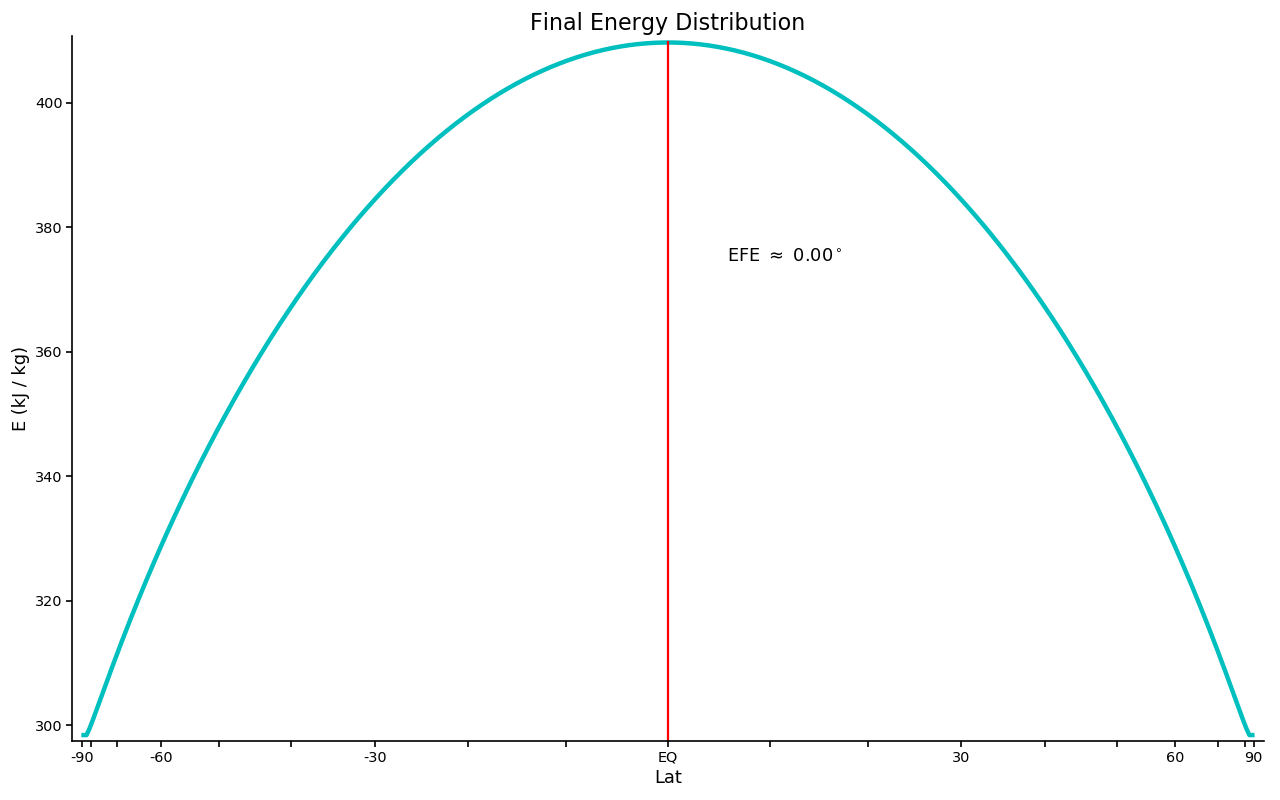 Final Energy Distribution
E (kJ / kg)
400
380
360
340
320
300
EFE ≈ 0.00°
-90 -60 -30 EQ 30 60 90
Lat